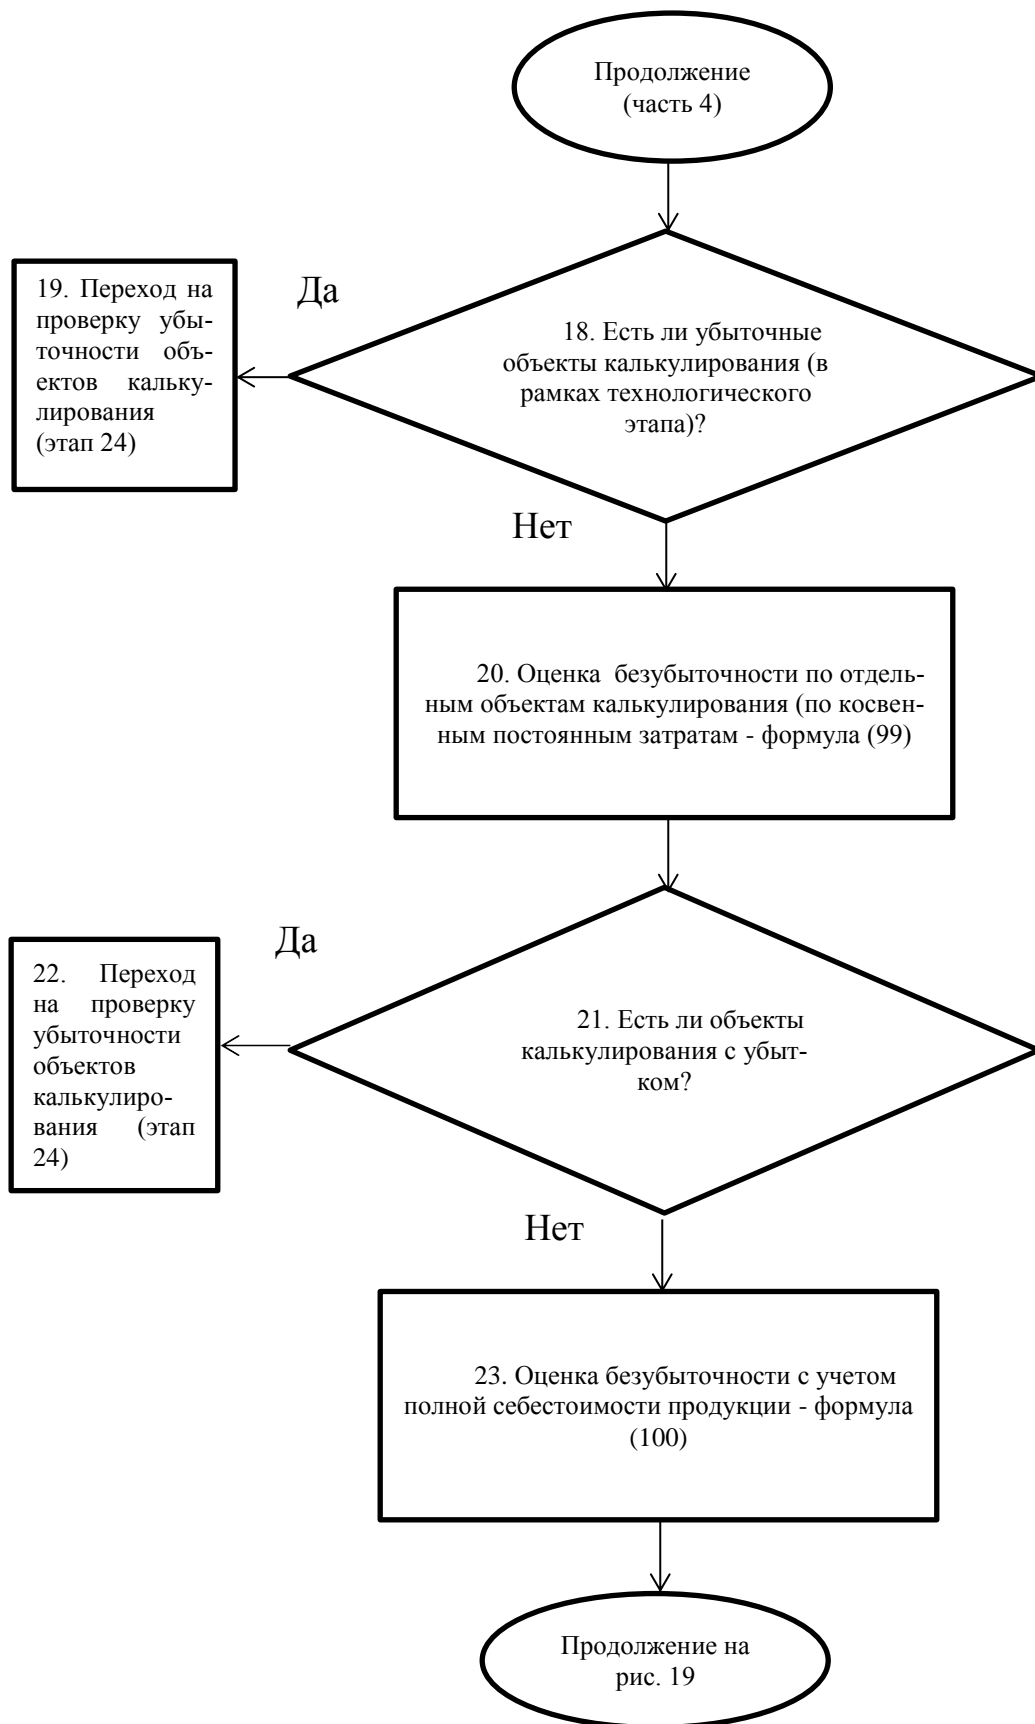 Продолжение
(часть 4)
Да
19. Переход на
проверку убы-
точности объ-
ектов кальку-
лирования
(этап 24)
18. Есть ли убыточные
объекты калькулирования (в
рамках технологического
этапа)?
Нет
20. Оценка безубыточности по отдель-
ным объектам калькулирования (по косвен-
ным постоянным затратам - формула (99)
Да
22. Переход
на проверку
убыточности
объектов
калькулиро-
вания (этап
24)
21. Есть ли объекты
калькулирования с убыт-
ком?
Нет
23. Оценка безубыточности с учетом
полной себестоимости продукции - формула
(100)
Продолжение на
рис. 19